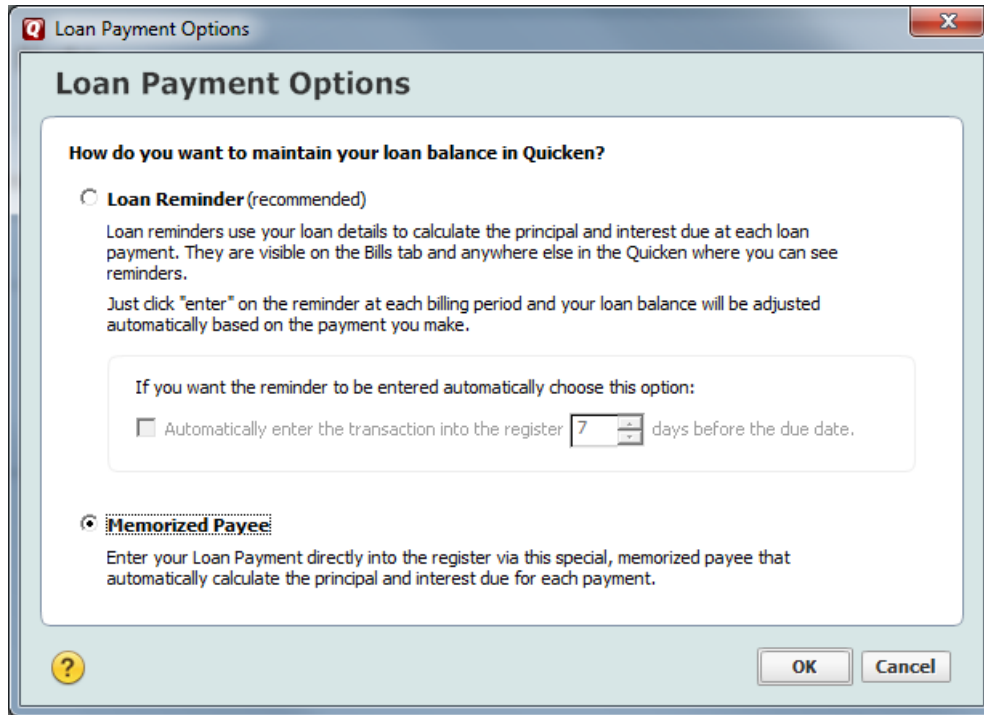 Loan Payment Options
Loan Payment Options
How do you want to maintain your loan balance in Quicken?
Loan Reminder (recommended)
Loan reminders use your loan details to calculate the principal and interest due at each loan
payment. They are visible on the Bills tab and anywhere else in the Quicken where you can see
reminders.
Just click "enter" on the reminder at each billing period and your loan balance will be adjusted
automatically based on the payment you make.
If you want the reminder to be entered automatically choose this option:
Automatically enter the transaction into the register 7 days before the due date.
Memorized Payee
Enter your Loan Payment directly into the register via this special, memorized payee that
automatically calculate the principal and interest due for each payment.
? OK Cancel